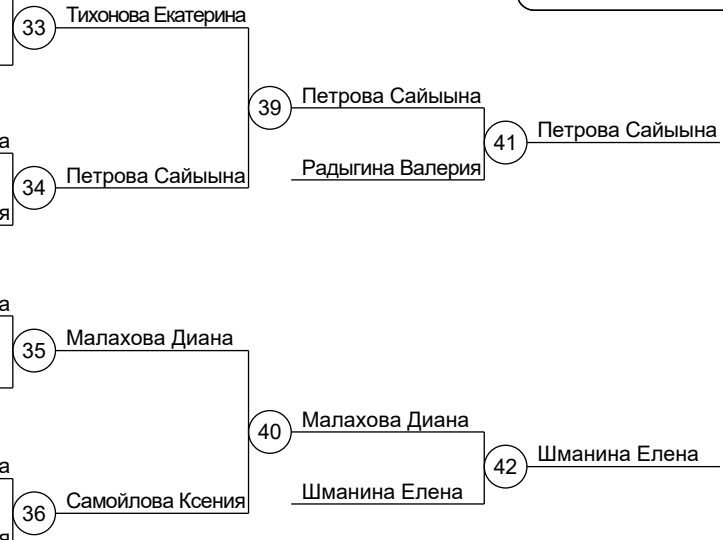 33 Тихонова Екатерина
39 Петрова Сайыына
41 Петрова Сайыына
Радыгина Валерия
34 Петрова Сайыына
35 Малахова Диана
40 Малахова Диана
42 Шманина Елена
Шманина Елена
36 Самойлова Ксения